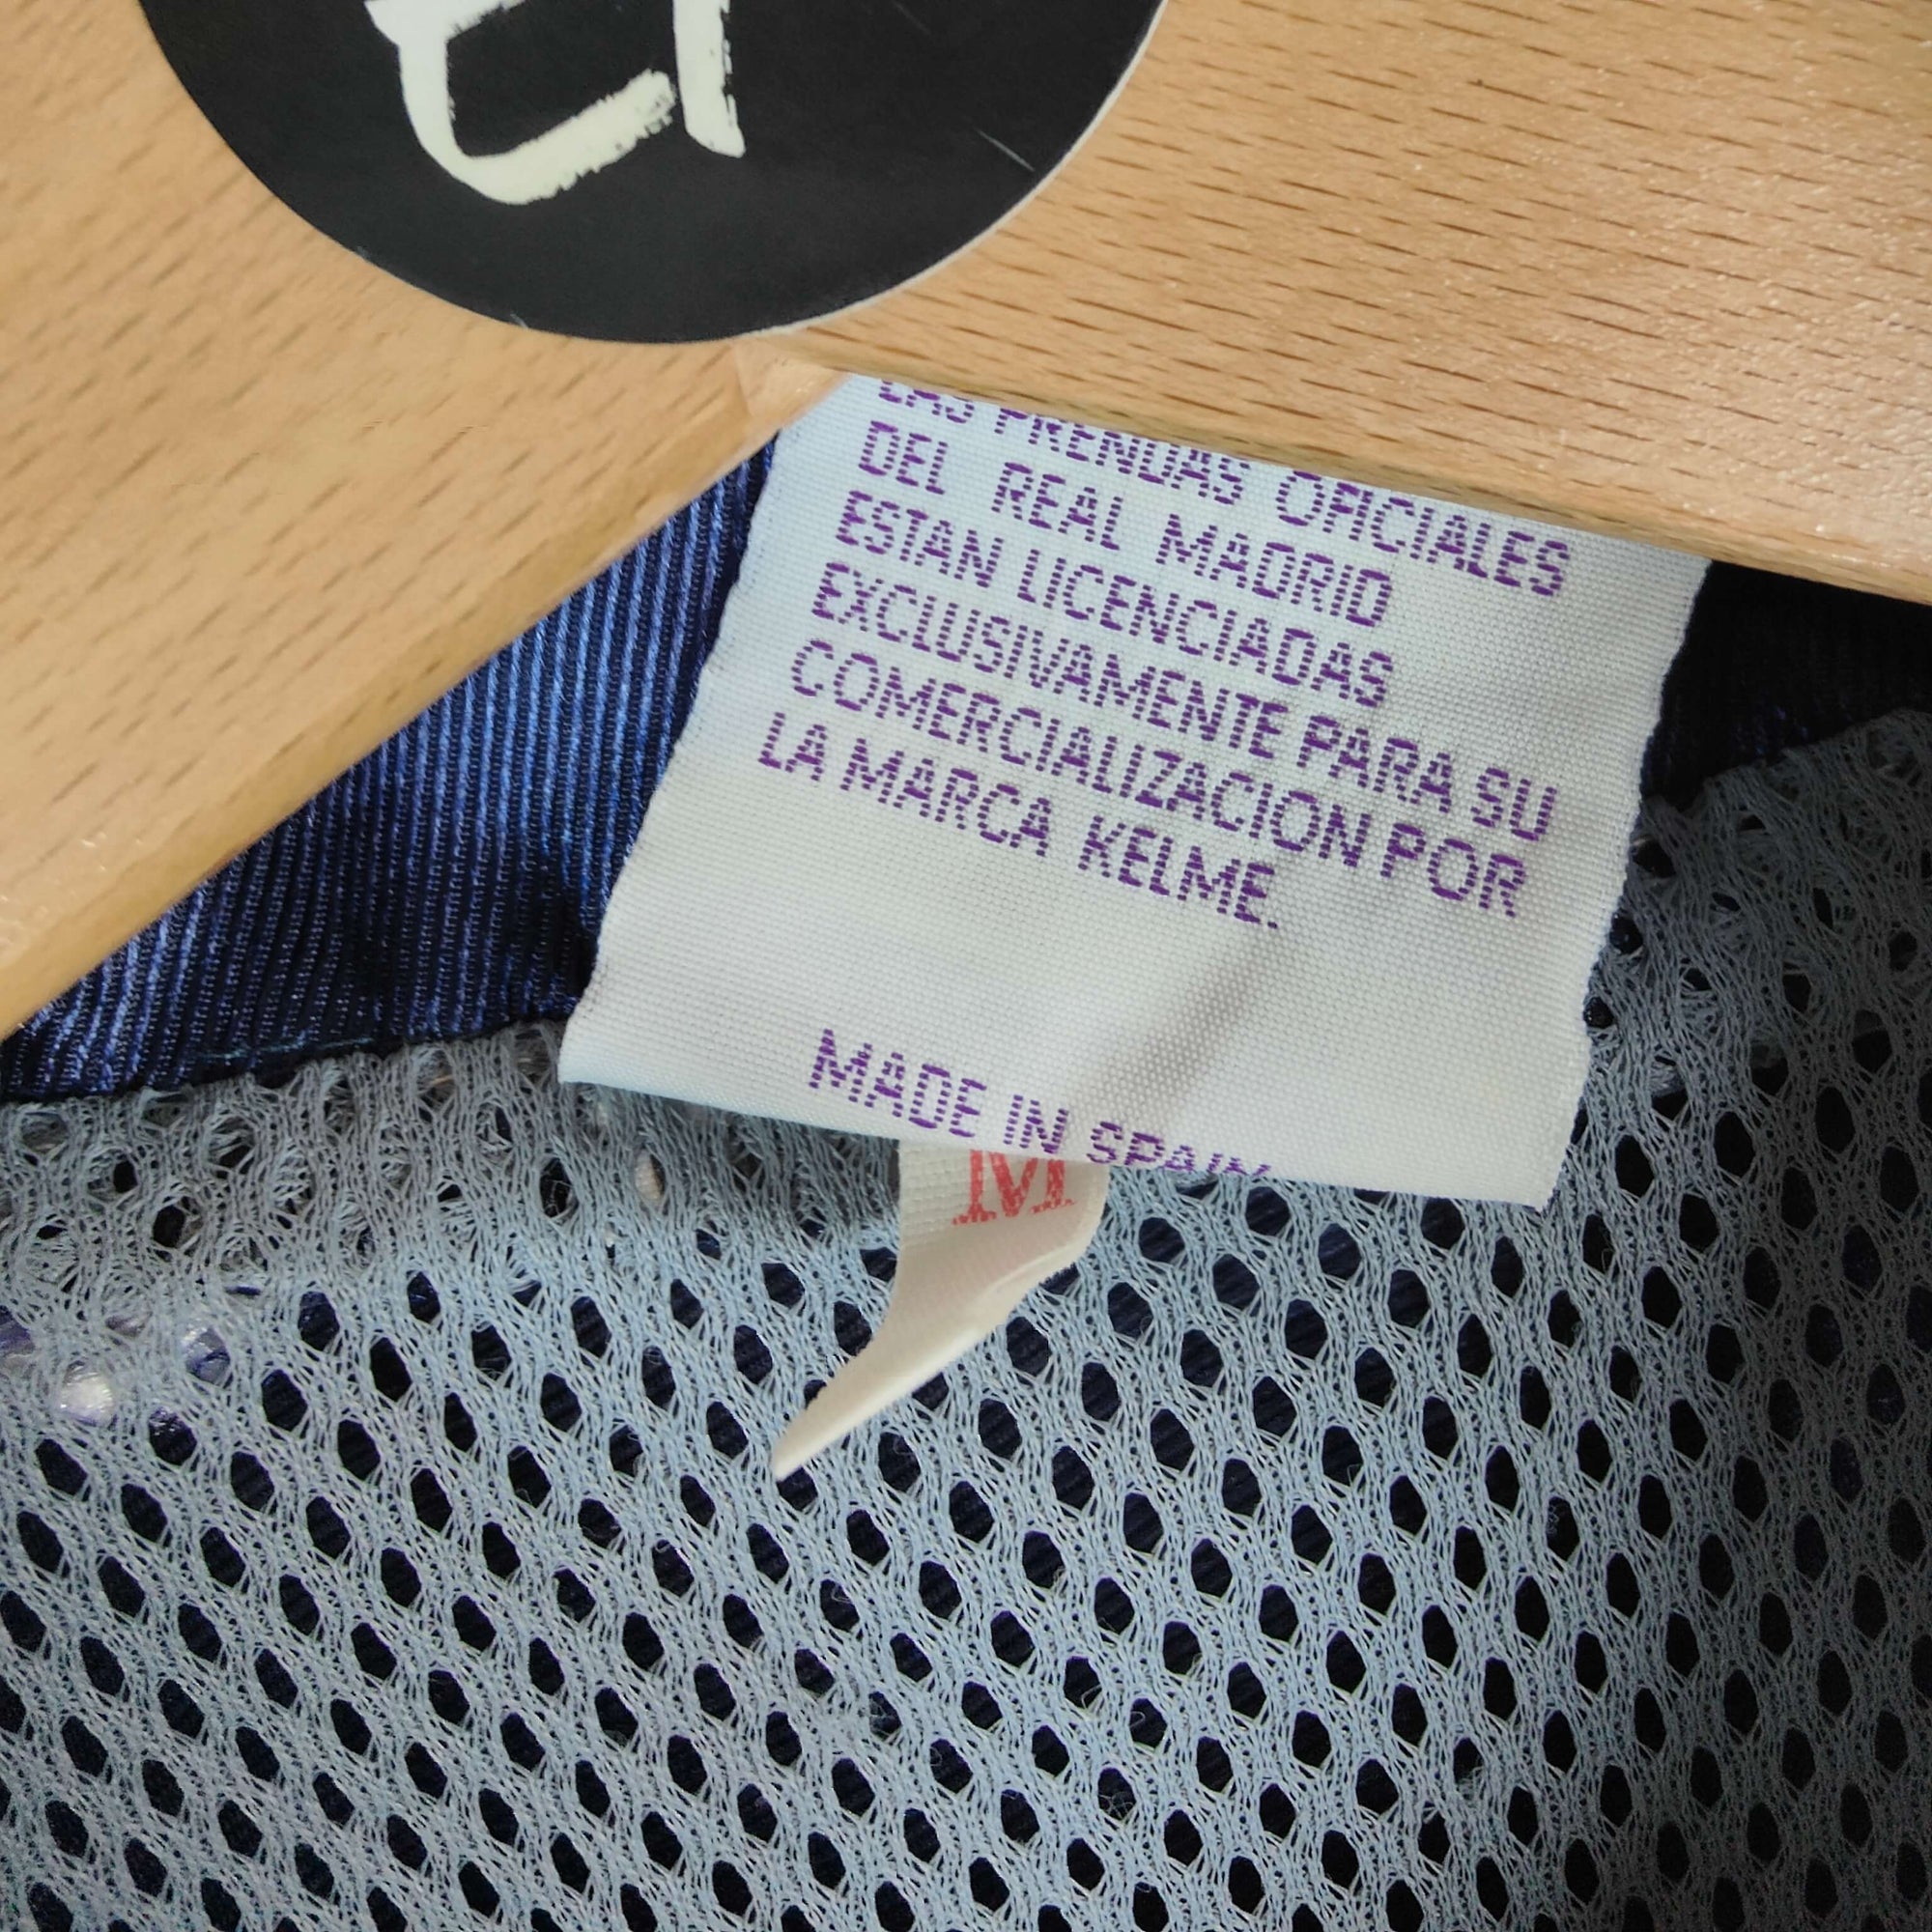 LAS PRENDAS OFICIALES
DEL REAL MADRID
ESTAN LICENCIADAS
EXCLUSIVAMENTE PARA SU
COMERCIALIZACION POR
LA MARCA KELME.
MADE IN SPAIN
M